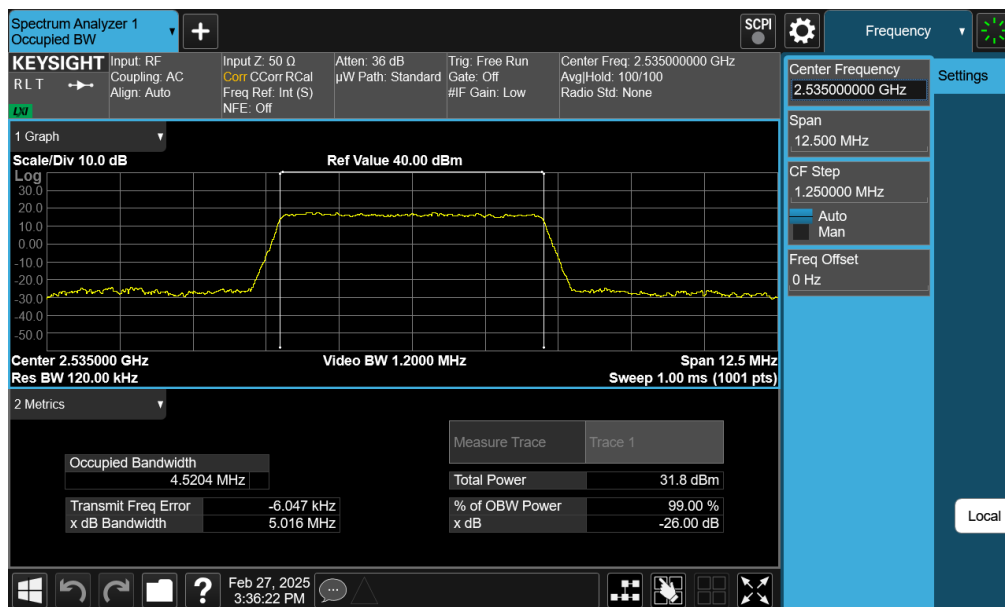 Spectrum Analyzer 1
Occupied BW
SCPI
Frequency
KEYSIGHT
RLT
LXI
Input: RF
Coupling: AC
Align: Auto
Input Z: 50 Ω
Corr CCorr RCal
Freq Ref: Int (S)
NFE: Off
Atten: 36 dB
µW Path: Standard
Trig: Free Run
Gate: Off
#IF Gain: Low
Center Freq: 2.535000000 GHz
Avg|Hold: 100/100
Radio Std: None
Center Frequency
2.535000000 GHz
Settings
Span
12.500 MHz
CF Step
1.250000 MHz
Auto
Man
Freq Offset
0 Hz
Local
1 Graph
Scale/Div 10.0 dB
Ref Value 40.00 dBm
Log
30.0
20.0
10.0
0.00
-10.0
-20.0
-30.0
-40.0
-50.0
Center 2.535000 GHz
Video BW 1.2000 MHz
Span 12.5 MHz
Res BW 120.00 kHz
Sweep 1.00 ms (1001 pts)
2 Metrics
Measure Trace
Trace 1
Occupied Bandwidth
4.5204 MHz
Total Power
31.8 dBm
Transmit Freq Error
-6.047 kHz
% of OBW Power
99.00 %
x dB Bandwidth
5.016 MHz
x dB
-26.00 dB
?
Feb 27, 2025
3:36:22 PM